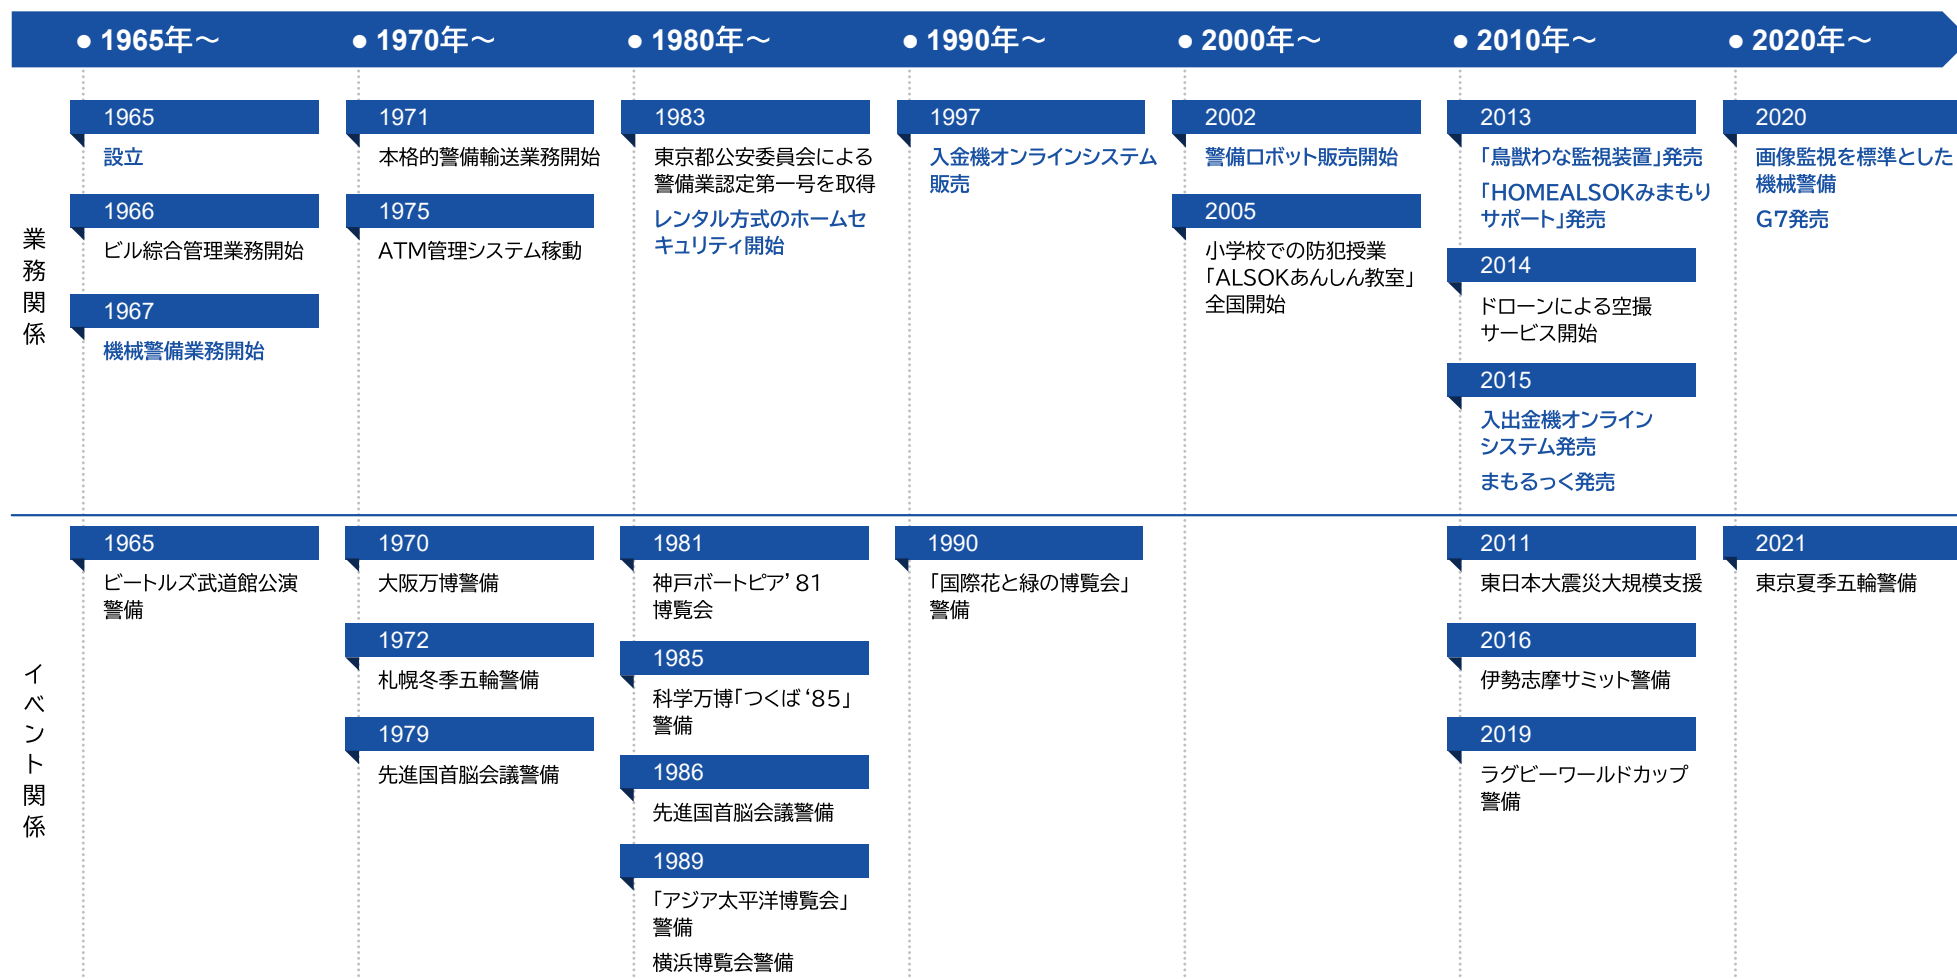 1965年～
1970年～
1980年～
1990年～
2000年～
2010年～
2020年～
業務関係
1965
設立
1966
ビル綜合管理業務開始
1967
機械警備業務開始
1971
本格的警備輸送業務開始
1975
ATM管理システム稼動
1983
東京都公安委員会による
警備業認定第一号を取得
レンタル方式のホームセ
キュリティ開始
1997
入金機オンラインシステム
販売
2002
警備ロボット販売開始
2005
小学校での防犯授業
「ALSOKあんしん教室」
全国開始
2013
「鳥獣わな監視装置」発売
「HOMEALSOKみまもり
サポート」発売
2014
ドローンによる空撮
サービス開始
2015
入出金機オンライン
システム発売
まもるっく発売
2020
画像監視を標準とした
機械警備
G7発売
イベント関係
1965
ビートルズ武道館公演
警備
1970
大阪万博警備
1972
札幌冬季五輪警備
1979
先進国首脳会議警備
1981
神戸ボートピア’81
博覧会
1985
科学万博「つくば‘85」
警備
1986
先進国首脳会議警備
1989
「アジア太平洋博覧会」
警備
横浜博覧会警備
1990
「国際花と緑の博覧会」
警備
2011
東日本大震災大規模支援
2016
伊勢志摩サミット警備
2019
ラグビーワールドカップ
警備
2021
東京夏季五輪警備